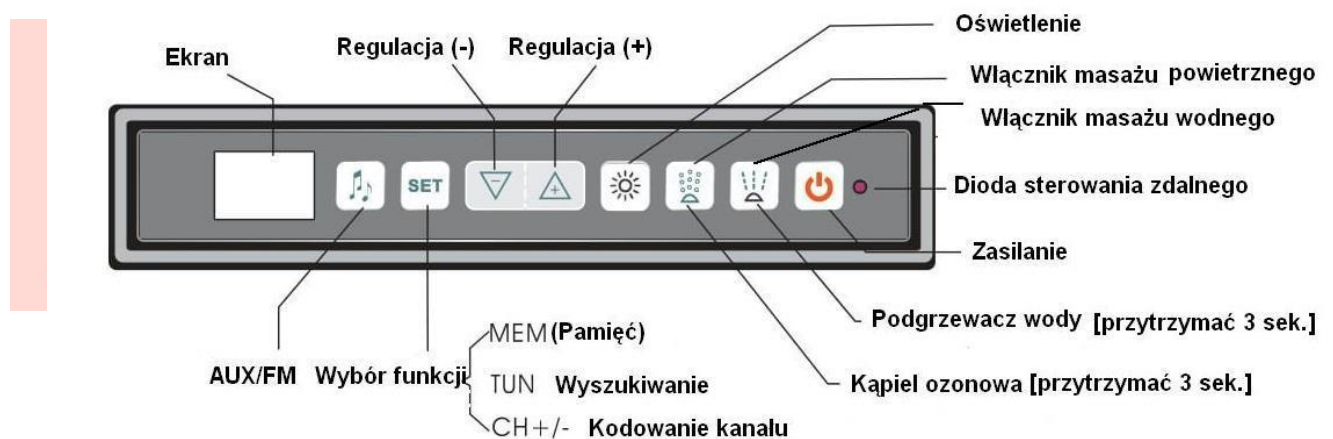 Oświetlenie
Ekran
Regulacja (-)
Regulacja (+)
Włącznik masażu powietrznego
Włącznik masażu wodnego
SET
Dioda sterowania zdalnego
Zasilanie
Podgrzewacz wody [przytrzymać 3 sek.]
MEM (Pamięć)
AUX/FM
Wybór funkcji
TUN Wyszukiwanie
Kąpiel ozonowa [przytrzymać 3 sek.]
CH+/- Kodowanie kanalu